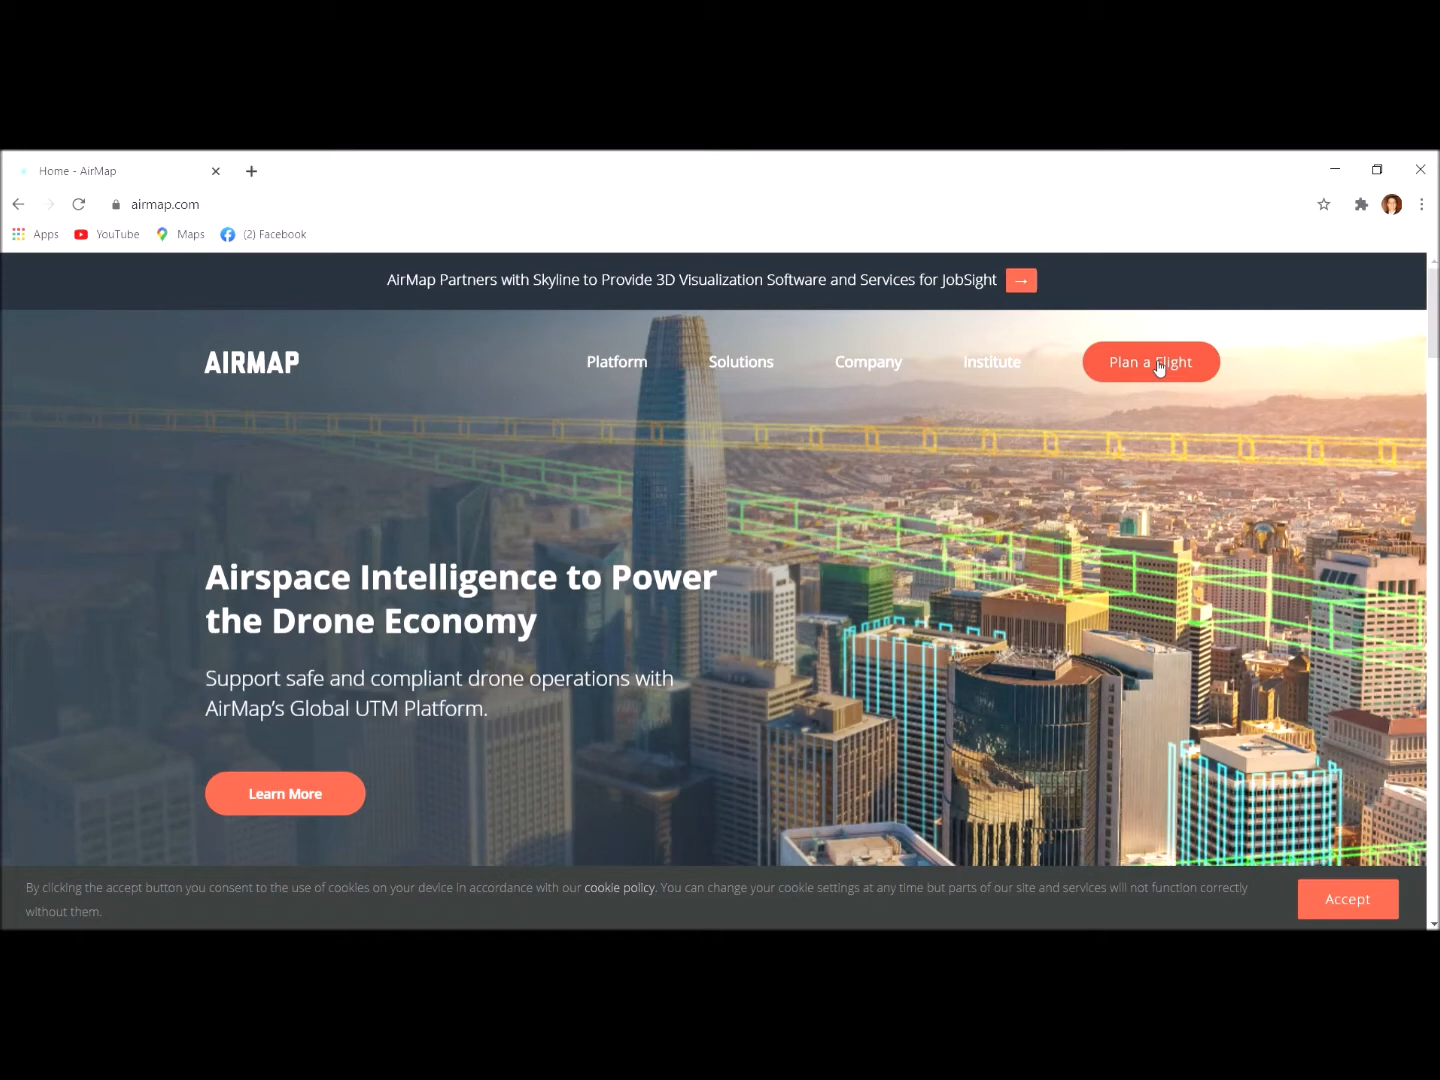 Home - AirMap
airmap.com
Apps YouTube Maps (2) Facebook
AirMap Partners with Skyline to Provide 3D Visualization Software and Services for JobSight →
AIRMAP Platform Solutions Company Institute Plan a Flight
Airspace Intelligence to Power
the Drone Economy
Support safe and compliant drone operations with
AirMap's Global UTM Platform.
Learn More
By clicking the accept button you consent to the use of cookies on your device in accordance with our cookie policy. You can change your cookie settings at any time but parts of our site and services will not function correctly
without them.
Accept